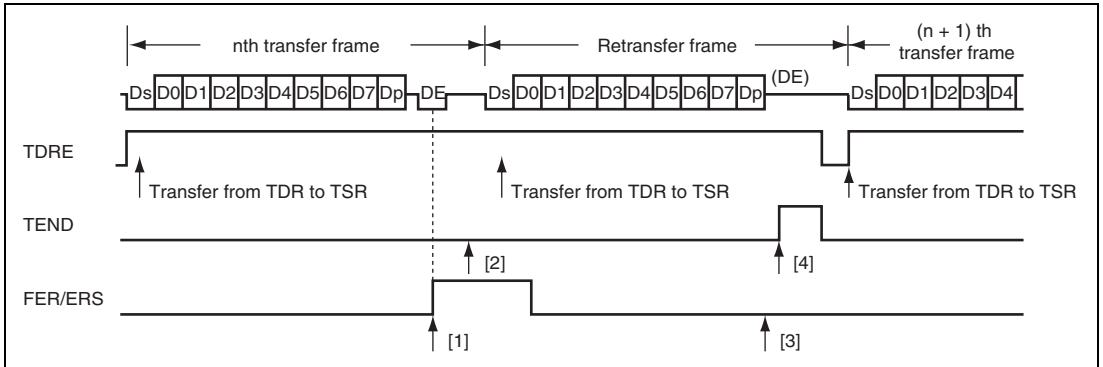 nth transfer frame
Retransfer frame
(n + 1) th
transfer frame
(DE)
Ds D0 D1 D2 D3 D4 D5 D6 D7 Dp DE Ds D0 D1 D2 D3 D4 D5 D6 D7 Dp Ds D0 D1 D2 D3 D4
TDRE
Transfer from TDR to TSR Transfer from TDR to TSR Transfer from TDR to TSR
TEND
[2] [4]
FER/ERS
[1] [3]